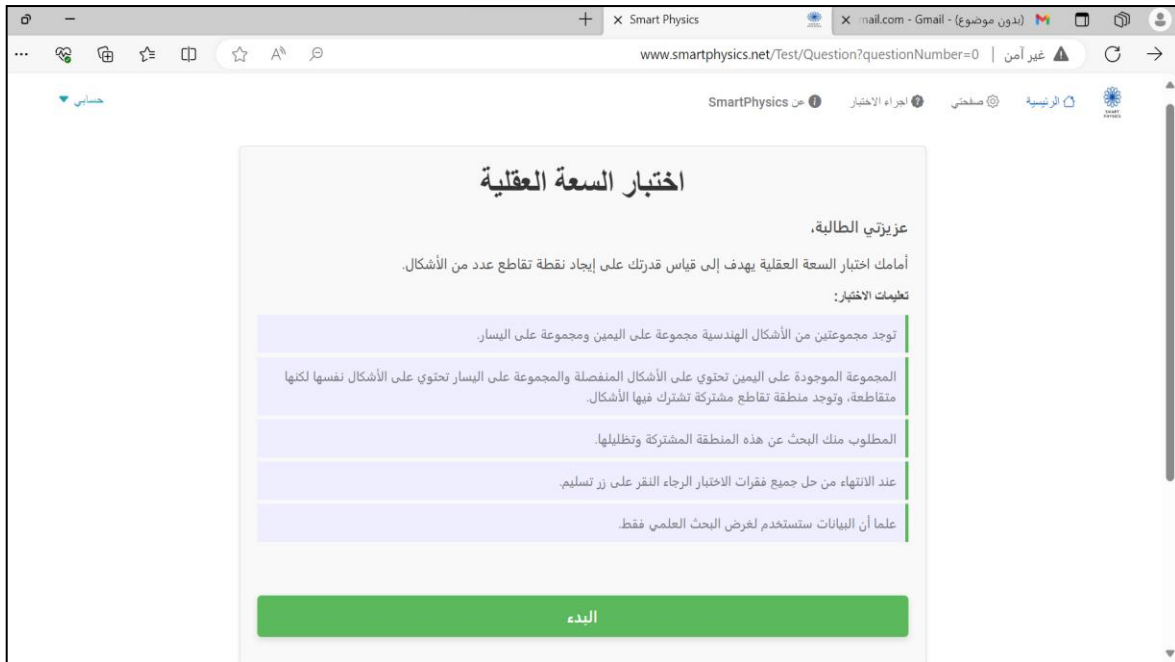 (بدون موضوع) - mail.com - Gmail
Smart Physics
غير آمن | www.smartphysics.net/Test/Question?questionNumber=0
SMART PHYSICS
الرئيسية
صفحتي
اجراء الاختبار
عن SmartPhysics
حسابي
اختبار السعة العقلية
عزيزتي الطالبة،
أمامك اختبار السعة العقلية يهدف إلى قياس قدرتك على إيجاد نقطة تقاطع عدد من الأشكال.
تعليمات الاختبار:
توجد مجموعتين من الأشكال الهندسية مجموعة على اليمين ومجموعة على اليسار.
المجموعة الموجودة على اليمين تحتوي على الأشكال المنفصلة والمجموعة على اليسار تحتوي على الأشكال نفسها لكنها
متقاطعة، وتوجد منطقة تقاطع مشتركة تشترك فيها الأشكال.
المطلوب منك البحث عن هذه المنطقة المشتركة وتظليلها.
عند الانتهاء من حل جميع فقرات الاختبار الرجاء النقر على زر تسليم.
علما أن البيانات ستستخدم لغرض البحث العلمي فقط.
البدء